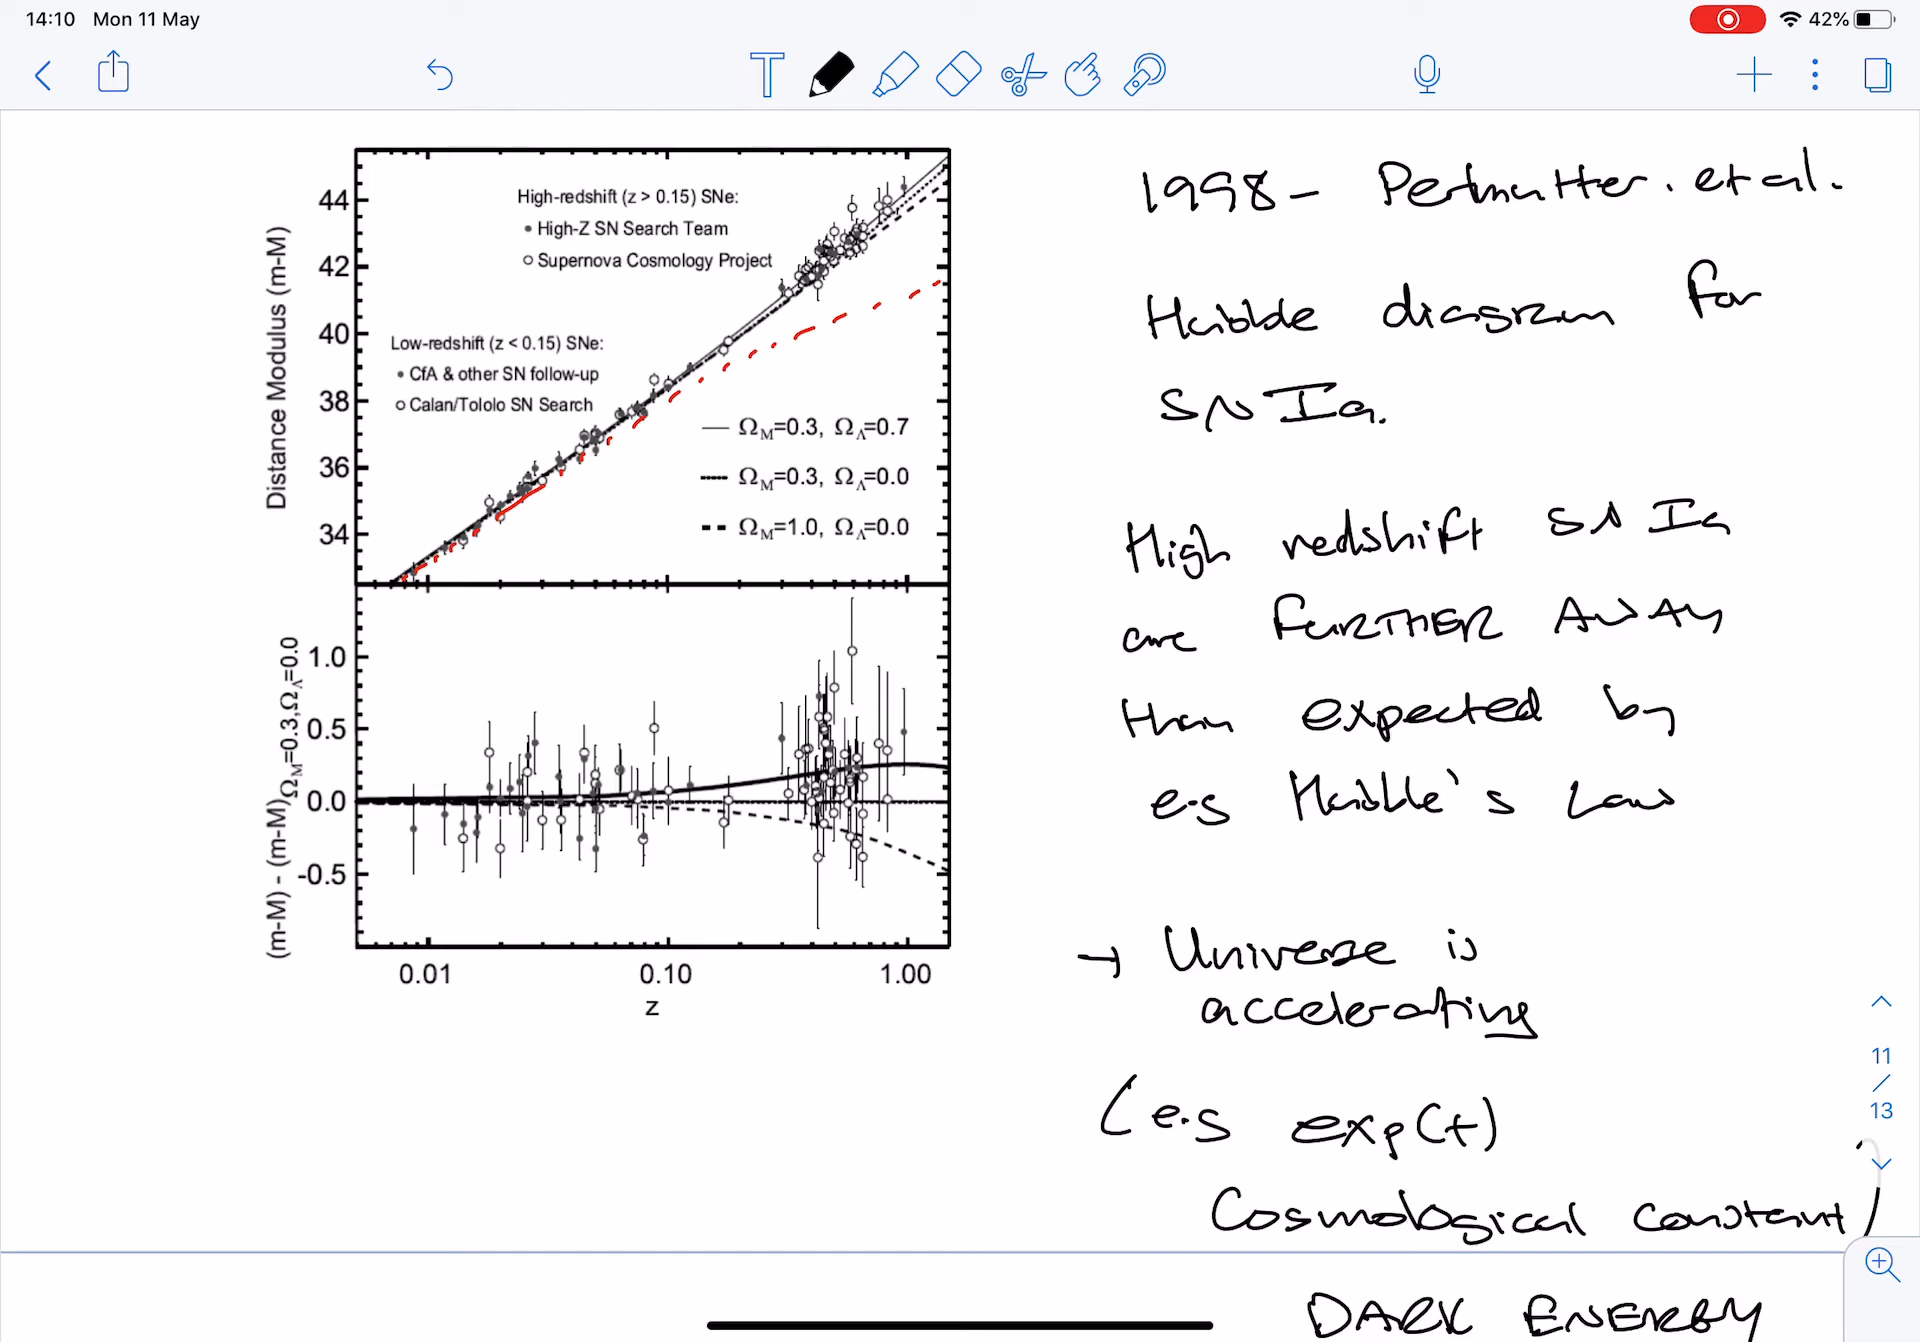 14:10 Mon 11 May
42%
44
42
40
38
36
34
Distance Modulus (m-M)
High-redshift (z > 0.15) SNe:
High-Z SN Search Team
Supernova Cosmology Project
Low-redshift (z < 0.15) SNe:
CfA & other SN follow-up
Calan/Tololo SN Search
Ω_M=0.3, Ω_Λ=0.7
Ω_M=0.3, Ω_Λ=0.0
Ω_M=1.0, Ω_Λ=0.0
1.0
0.5
0.0
-0.5
(m-M) - (m-M)_Ω_M=0.3,Ω_Λ=0.0
0.01 0.10 1.00
z
1998 - Perlmutter. et al.
Hubble diagram for
SN Ia.
High redshift SN Ia
are FURTHER AWAY
than expected by
e.g Hubble's Law
→ Universe is
accelerating
(e.g exp(t)
Cosmological constant)
DARK ENERGY
11
/
13